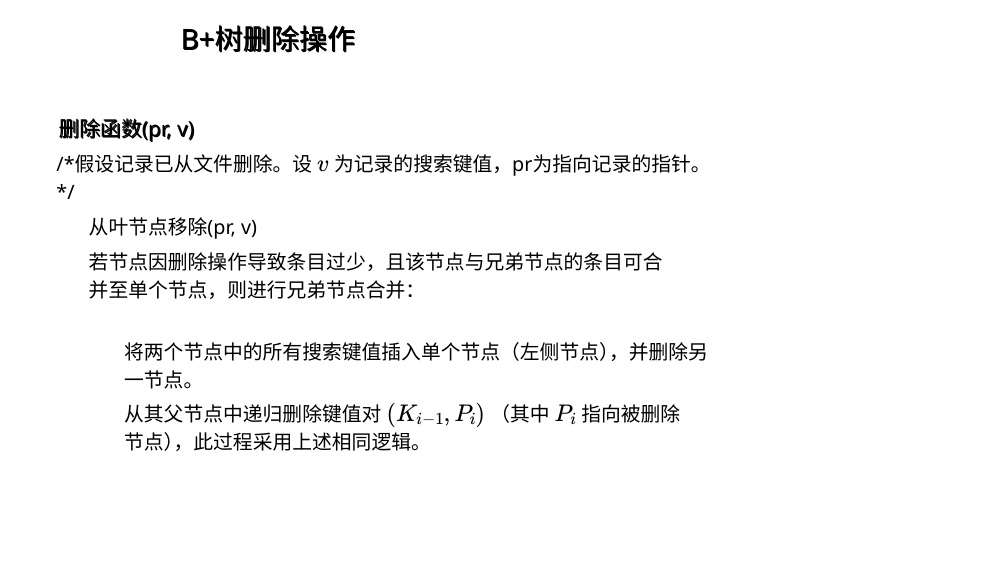 B+树删除操作
删除函数(pr, v)
/*假设记录已从文件删除。设 v 为记录的搜索键值，pr为指向记录的指针。
*/
从叶节点移除(pr, v)
若节点因删除操作导致条目过少，且该节点与兄弟节点的条目可合
并至单个节点，则进行兄弟节点合并：
将两个节点中的所有搜索键值插入单个节点（左侧节点），并删除另
一节点。
从其父节点中递归删除键值对 (K_{i−1}, P_i) （其中 P_i 指向被删除
节点），此过程采用上述相同逻辑。